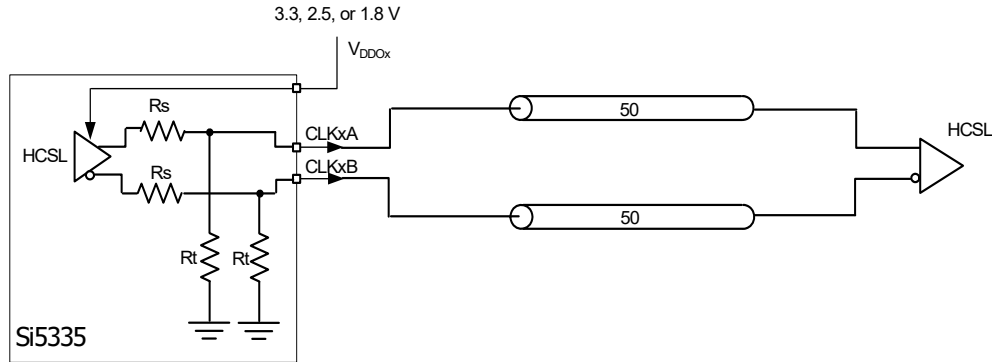 3.3, 2.5, or 1.8 V
VDDOx
Rs
50
HCSL
CLKxA
HCSL
Rs
CLKxB
50
Rt
Rt
Si5335